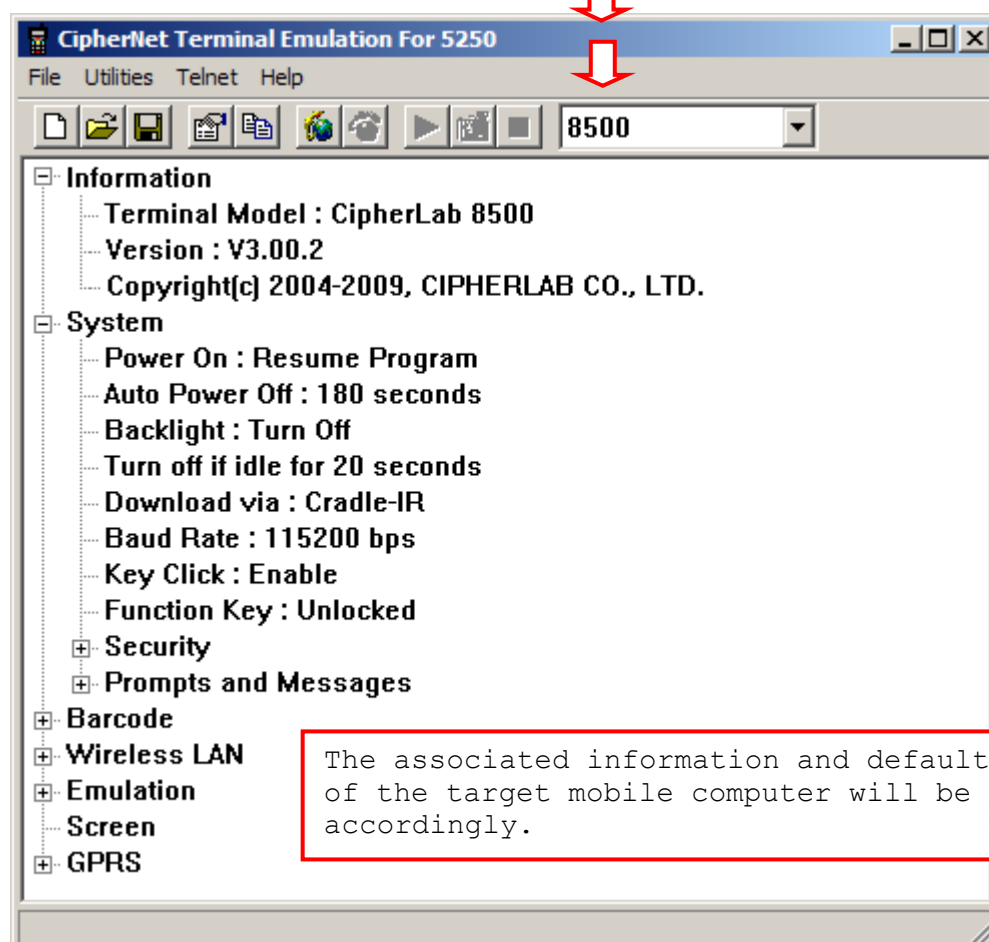 CipherNet Terminal Emulation For 5250
File Utilities Telnet Help
8500
Information
Terminal Model : CipherLab 8500
Version : V3.00.2
Copyright(c) 2004-2009, CIPHERLAB CO., LTD.
System
Power On : Resume Program
Auto Power Off : 180 seconds
Backlight : Turn Off
Turn off if idle for 20 seconds
Download via : Cradle-IR
Baud Rate : 115200 bps
Key Click : Enable
Function Key : Unlocked
Security
Prompts and Messages
Barcode
Wireless LAN
Emulation
Screen
GPRS
The associated information and default
of the target mobile computer will be
accordingly.